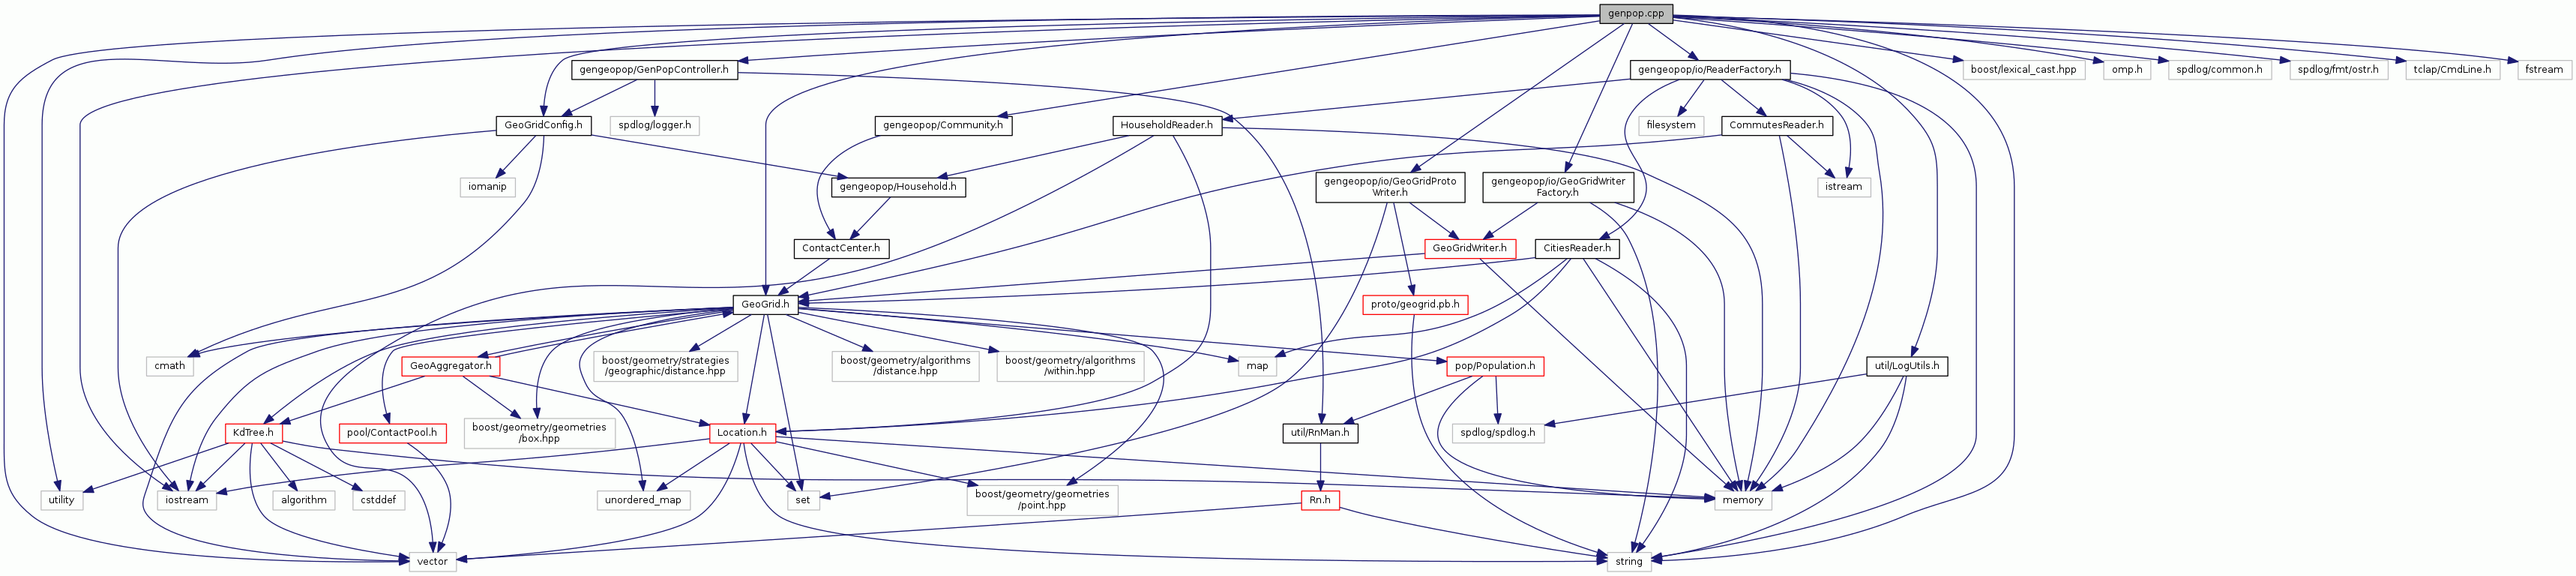 genpop.cpp
gengeopop/GenPopController.h
gengeopop/io/ReaderFactory.h
boost/lexical_cast.hpp
omp.h
spdlog/common.h
spdlog/fmt/ostr.h
tclap/CmdLine.h
fstream
GeoGridConfig.h
spdlog/logger.h
gengeopop/Community.h
HouseholdReader.h
filesystem
CommutesReader.h
iomanip
gengeopop/Household.h
gengeopop/io/GeoGridProto
Writer.h
gengeopop/io/GeoGridWriter
Factory.h
istream
ContactCenter.h
GeoGridWriter.h
CitiesReader.h
GeoGrid.h
proto/geogrid.pb.h
cmath
GeoAggregator.h
boost/geometry/strategies
/geographic/distance.hpp
boost/geometry/algorithms
/distance.hpp
boost/geometry/algorithms
/within.hpp
map
pop/Population.h
util/LogUtils.h
KdTree.h
pool/ContactPool.h
boost/geometry/geometries
/box.hpp
Location.h
util/RnMan.h
spdlog/spdlog.h
utility
iostream
algorithm
cstddef
unordered_map
set
boost/geometry/geometries
/point.hpp
Rn.h
memory
vector
string